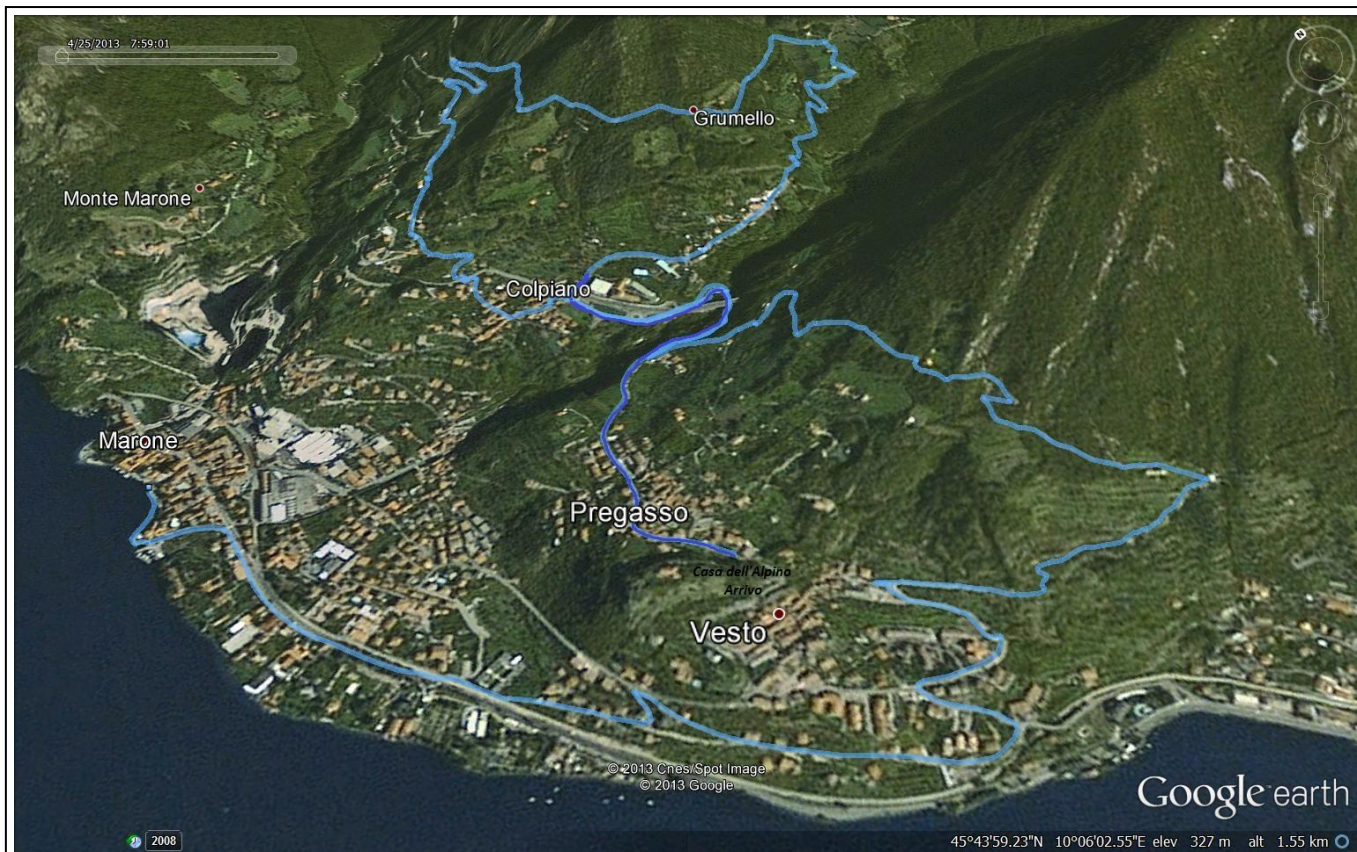 4/25/2013 7:59:01
N
Grumello
Monte Marone
Colpiano
Marone
Pregasso
Casa dell'Alpino
Arrivo
Vesto
© 2013 Cnes/Spot Image
© 2013 Google
Google earth
2008
45°43'59.23"N 10°06'02.55"E elev 327 m alt 1.55 km